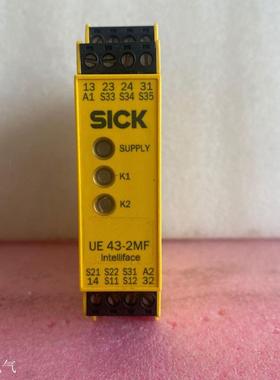 13 23 24 31
A1 S33 S34 S35
SICK
SUPPLY
K1
K2
UE 43-2MF
Intelliface
S21 S22 S31 A2
14 S11 S12 32